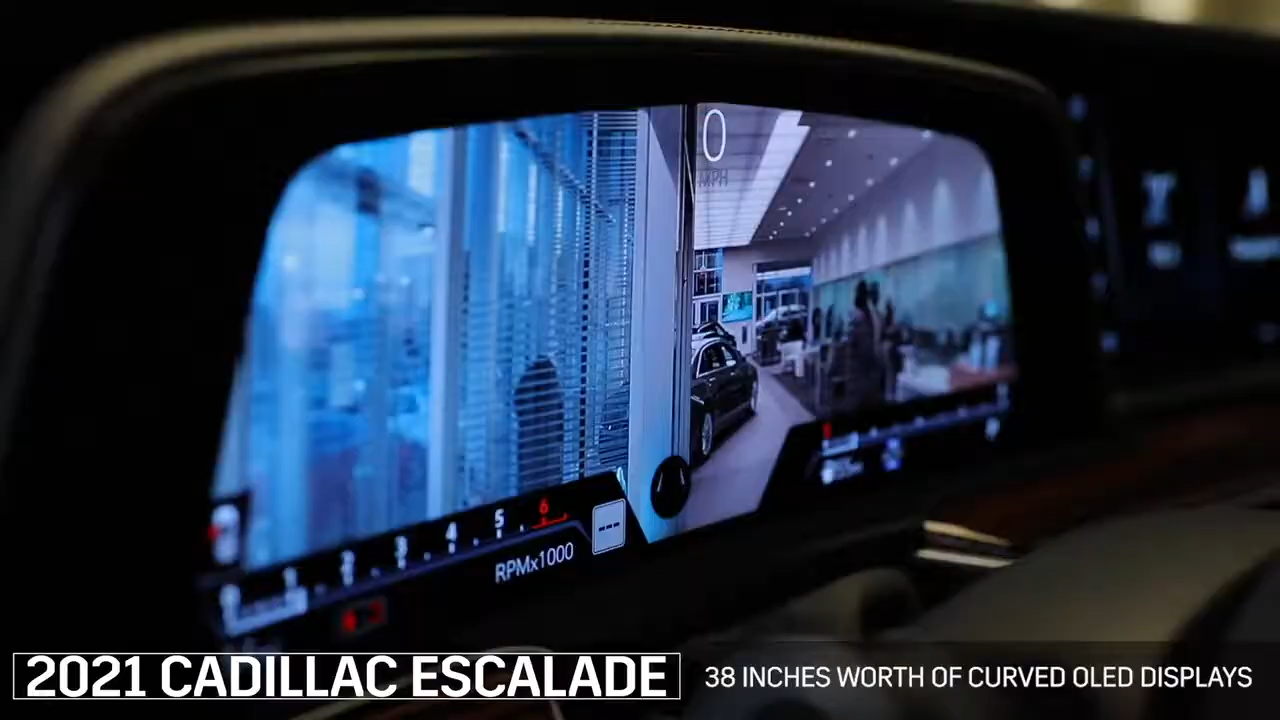 0
MPH
0 1 2 3 4 5 6
RPMx1000
2021 CADILLAC ESCALADE
38 INCHES WORTH OF CURVED OLED DISPLAYS